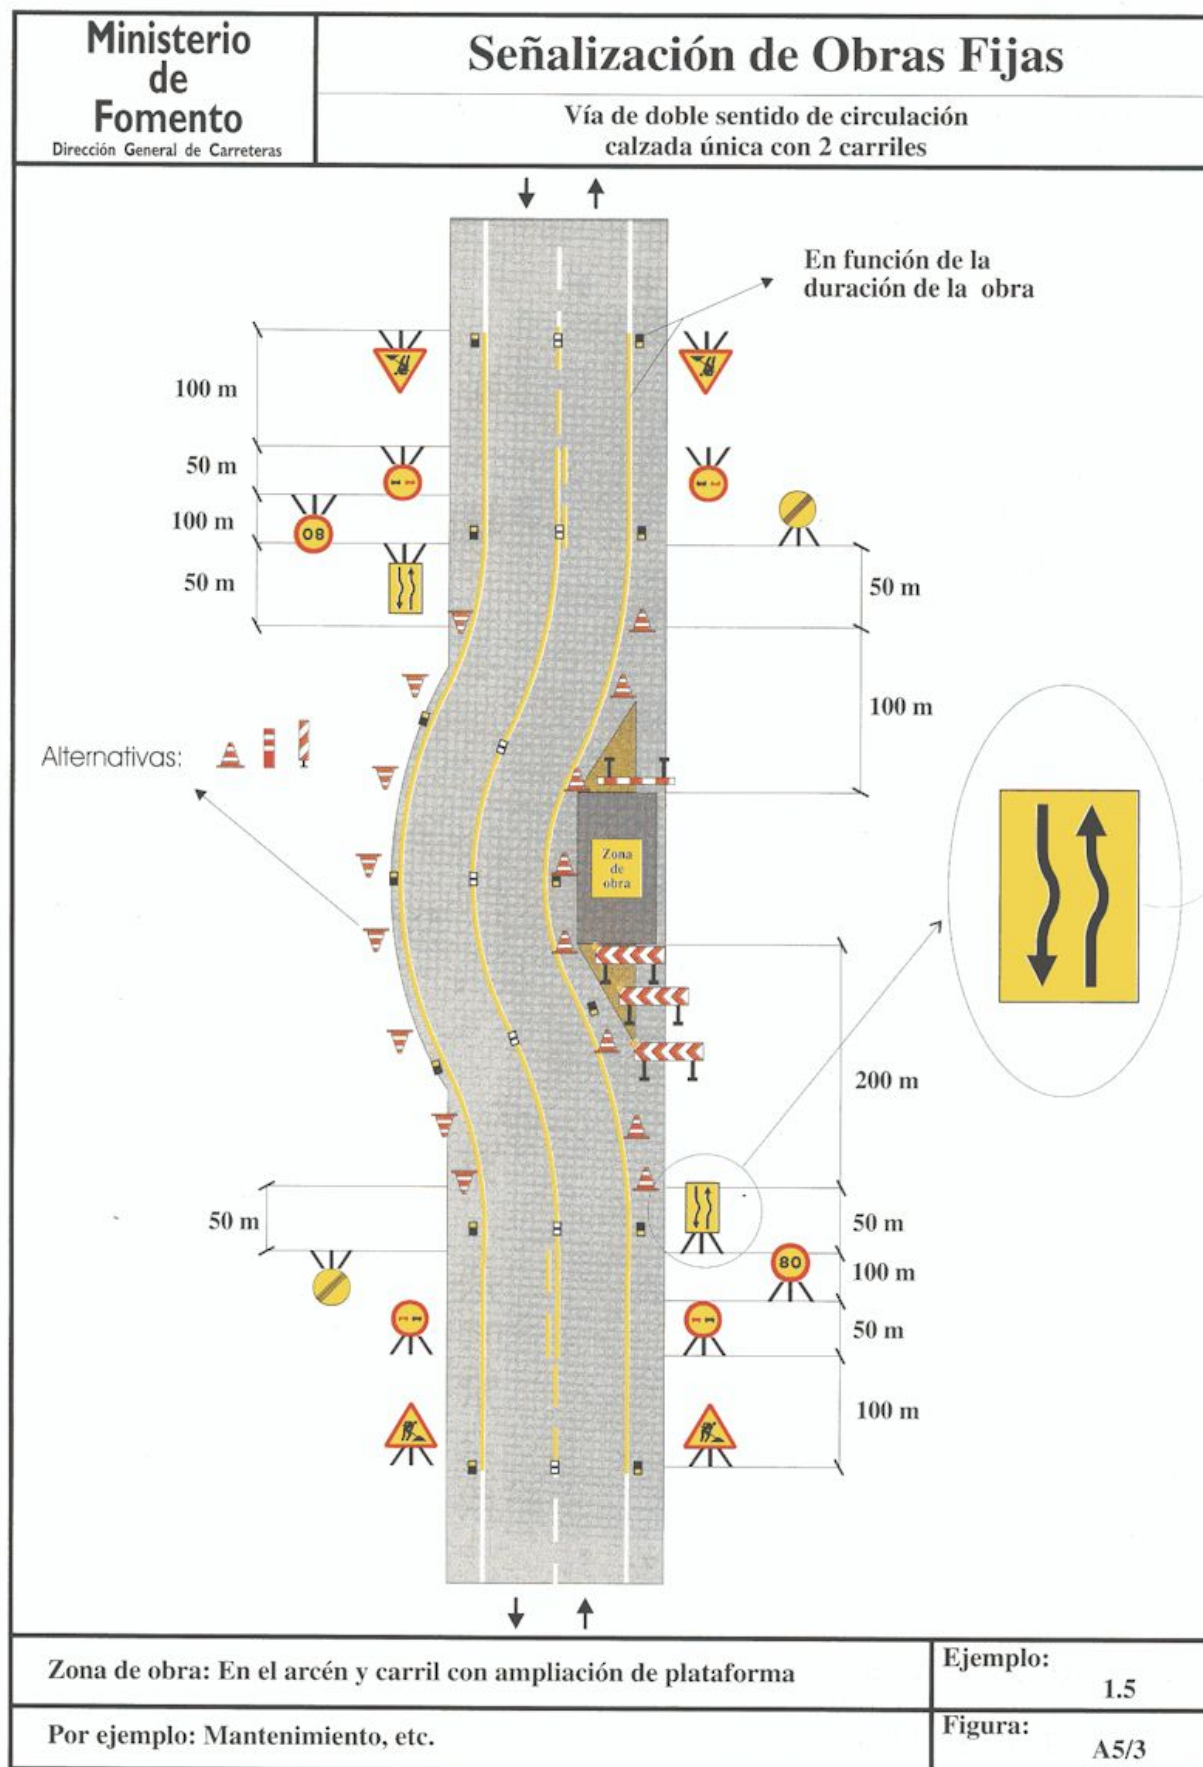 Ministerio
de
Fomento
Dirección General de Carreteras
Señalización de Obras Fijas
Vía de doble sentido de circulación
calzada única con 2 carriles
En función de la
duración de la obra
100 m
50 m
100 m
80
50 m
50 m
100 m
Alternativas:
Zona
de
obra
200 m
50 m
50 m
80
100 m
50 m
100 m
Zona de obra: En el arcén y carril con ampliación de plataforma
Ejemplo:
1.5
Por ejemplo: Mantenimiento, etc.
Figura:
A5/3